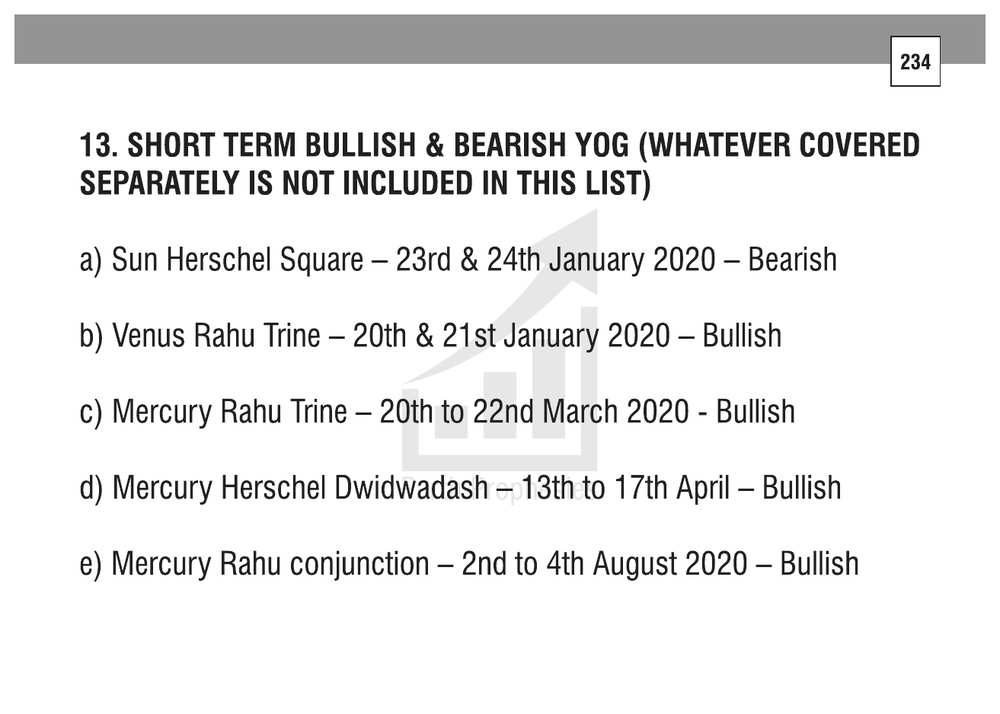 234
13. SHORT TERM BULLISH & BEARISH YOG (WHATEVER COVERED
SEPARATELY IS NOT INCLUDED IN THIS LIST)
a) Sun Herschel Square – 23rd & 24th January 2020 – Bearish
b) Venus Rahu Trine – 20th & 21st January 2020 – Bullish
c) Mercury Rahu Trine – 20th to 22nd March 2020 - Bullish
d) Mercury Herschel Dwidwadash – 13th to 17th April – Bullish
e) Mercury Rahu conjunction – 2nd to 4th August 2020 – Bullish